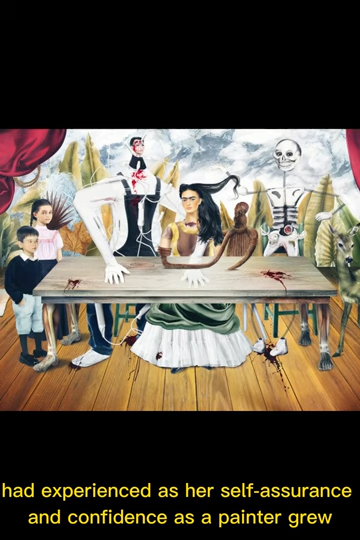 had experienced as her self-assurance
and confidence as a painter grew